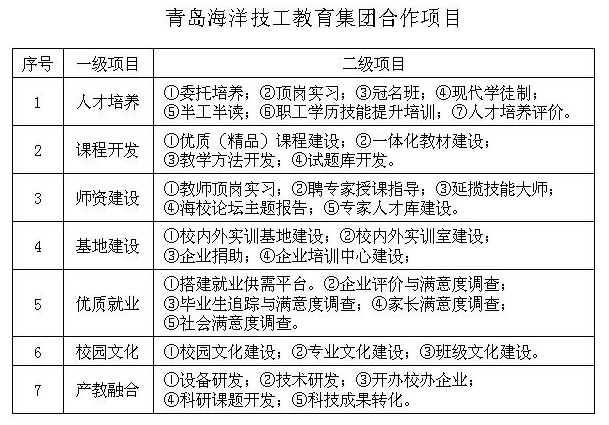 青岛海洋技工教育集团合作项目
序号 一级项目 二级项目
1 人才培养 ①委托培养；②顶岗实习；③冠名班；④现代学徒制；
⑤半工半读；⑥职工学历技能提升培训；⑦人才培养评价。
2 课程开发 ①优质（精品）课程建设；②一体化教材建设；
③教学方法开发；④试题库开发。
3 师资建设 ①教师顶岗实习；②聘专家授课指导；③延揽技能大师；
④海校论坛主题报告；⑤专家人才库建设。
4 基地建设 ①校内外实训基地建设；②校内外实训室建设；
③企业捐助；④企业培训中心建设；
5 优质就业 ①搭建就业供需平台。②企业评价与满意度调查；
③毕业生追踪与满意度调查；④家长满意度调查；
⑤社会满意度调查。
6 校园文化 ①校园文化建设；②专业文化建设；③班级文化建设。
7 产教融合 ①设备研发；②技术研发；③开办校办企业；
④科研课题开发；⑤科技成果转化。